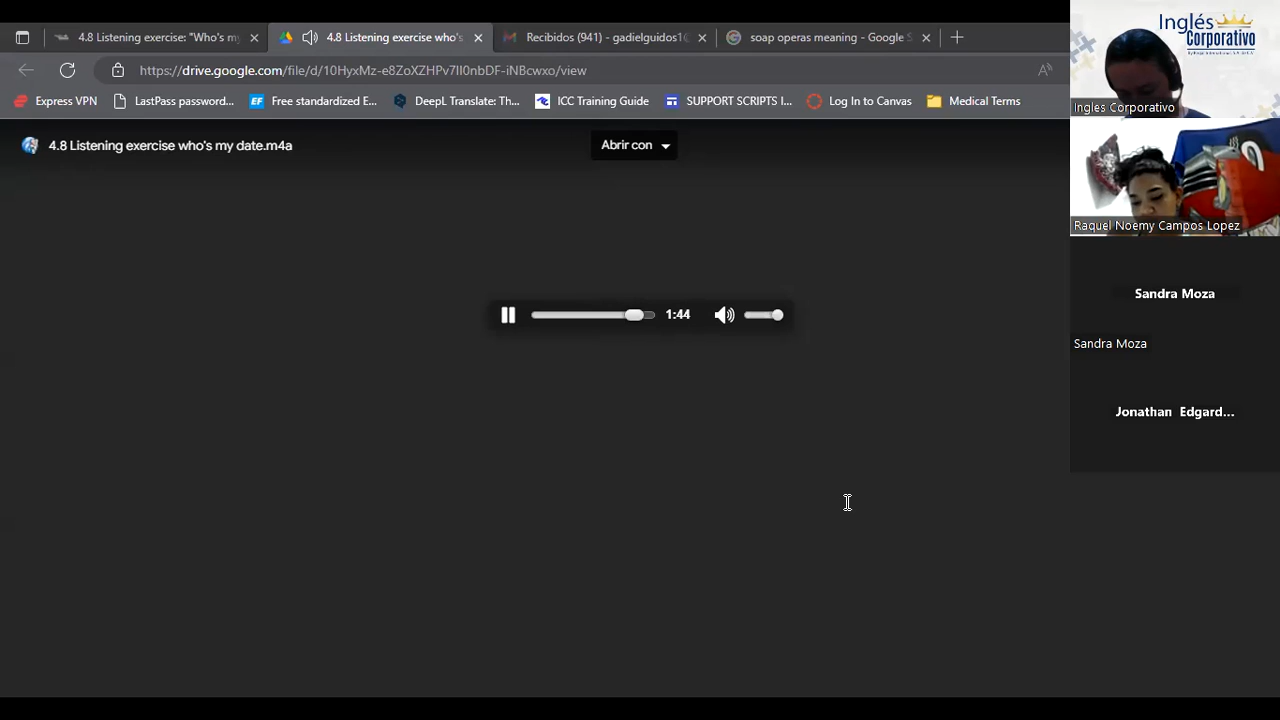 4.8 Listening exercise: "Who's my
4.8 Listening exercise who's
Recibidos (941) - gadielguidos1@
soap operas meaning - Google S
https://drive.google.com/file/d/10HyxMz-e8ZoXZHPv7II0nbDF-iNBcwxo/view
Express VPN
LastPass password...
EF
Free standardized E...
DeepL Translate: Th...
ICC Training Guide
SUPPORT SCRIPTS I...
Log In to Canvas
Medical Terms
4.8 Listening exercise who's my date.m4a
Abrir con
1:44
Inglés
Corporativo
Ingles Corporativo
Raquel Noemy Campos Lopez
Sandra Moza
Sandra Moza
Jonathan Edgard...